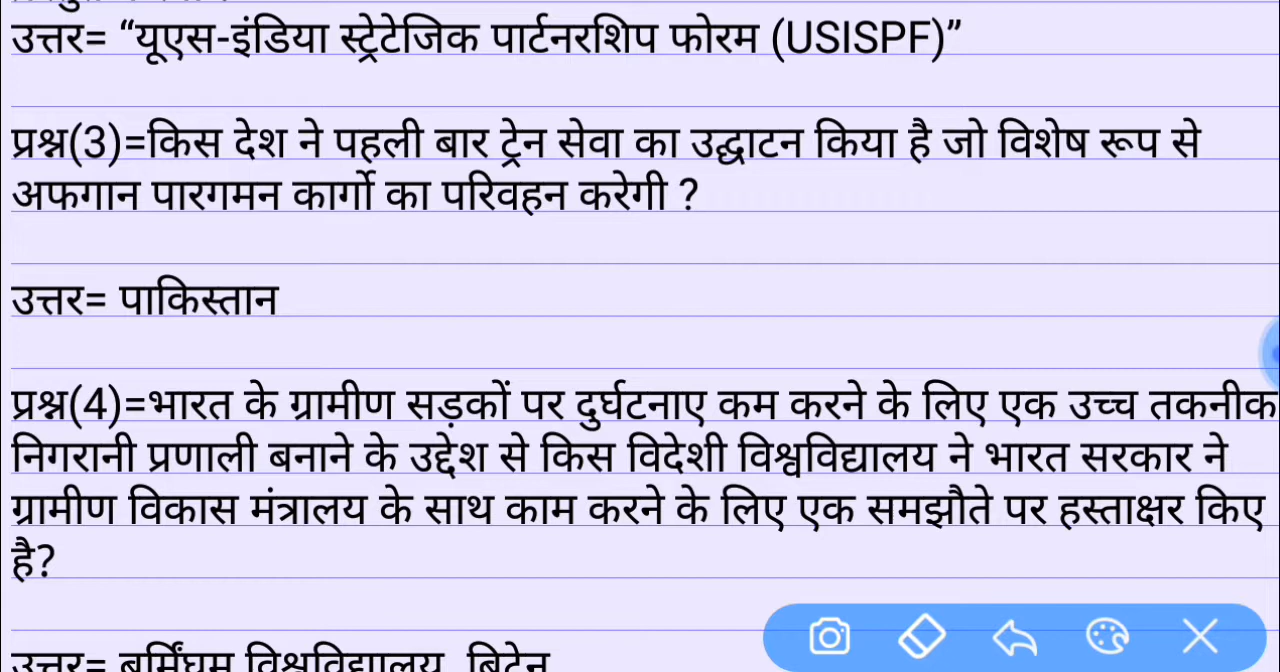 उत्तर= “यूएस-इंडिया स्ट्रेटेजिक पार्टनरशिप फोरम (USISPF)”
प्रश्न(3)=किस देश ने पहली बार ट्रेन सेवा का उद्घाटन किया है जो विशेष रूप से
अफगान पारगमन कार्गो का परिवहन करेगी ?
उत्तर= पाकिस्तान
प्रश्न(4)=भारत के ग्रामीण सड़कों पर दुर्घटनाए कम करने के लिए एक उच्च तकनीक
निगरानी प्रणाली बनाने के उद्देश से किस विदेशी विश्वविद्यालय ने भारत सरकार ने
ग्रामीण विकास मंत्रालय के साथ काम करने के लिए एक समझौते पर हस्ताक्षर किए
है?
उत्तर= बर्मिंघम विश्वविद्यालय, ब्रिटेन